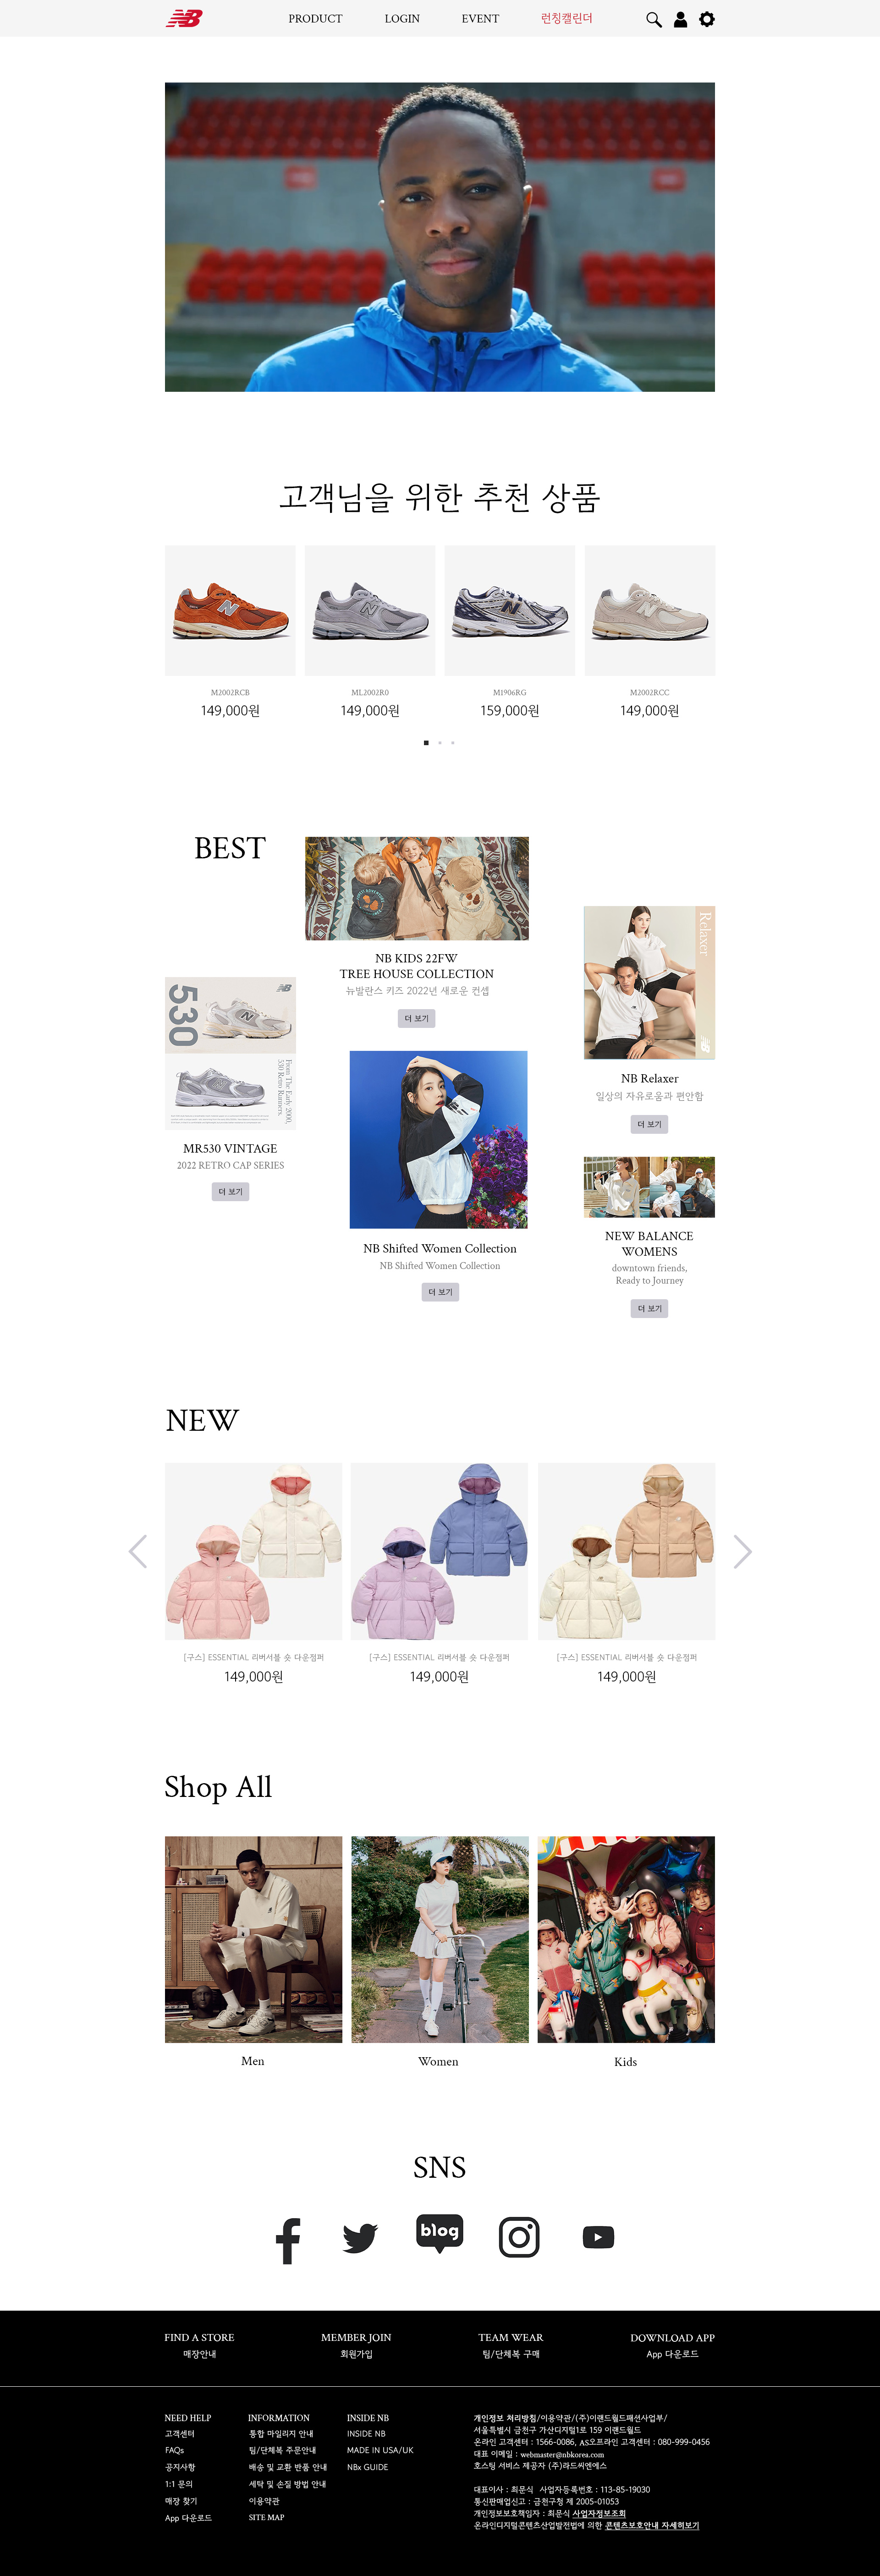 NB
PRODUCT
LOGIN
EVENT
런칭캘린더
고객님을 위한 추천 상품
M2002RCB
149,000원
ML2002R0
149,000원
M1906RG
159,000원
M2002RCC
149,000원
BEST
NB KIDS 22FW
TREE HOUSE COLLECTION
뉴발란스 키즈 2022년 새로운 컨셉
더 보기
Relaxer
NB Relaxer
일상의 자유로움과 편안함
더 보기
530
From The Early 2000,
530 Retro Runners.
MR530 VINTAGE
2022 RETRO CAP SERIES
더 보기
NB Shifted Women Collection
NB Shifted Women Collection
더 보기
NEW BALANCE
WOMENS
downtown friends,
Ready to Journey
더 보기
NEW
[구스] ESSENTIAL 리버서블 숏 다운점퍼
149,000원
[구스] ESSENTIAL 리버서블 숏 다운점퍼
149,000원
[구스] ESSENTIAL 리버서블 숏 다운점퍼
149,000원
Shop All
Men
Women
Kids
SNS
blog
FIND A STORE
매장안내
MEMBER JOIN
회원가입
TEAM WEAR
팀/단체복 구매
DOWNLOAD APP
App 다운로드
NEED HELP
고객센터
FAQs
공지사항
1:1 문의
매장 찾기
App 다운로드
INFORMATION
통합 마일리지 안내
팀/단체복 주문안내
배송 및 교환 반품 안내
세탁 및 손질 방법 안내
이용약관
SITE MAP
INSIDE NB
INSIDE NB
MADE IN USA/UK
NBx GUIDE
개인정보 처리방침/이용약관/(주)이랜드월드패션사업부/
서울특별시 금천구 가산디지털1로 159 이랜드월드
온라인 고객센터 : 1566-0086, AS오프라인 고객센터 : 080-999-0456
대표 이메일 : webmaster@nbkorea.com
호스팅 서비스 제공자 (주)라드씨엔에스
대표이사 : 최운식 사업자등록번호 : 113-85-19030
통신판매업신고 : 금천구청 제 2005-01053
개인정보보호책임자 : 최운식 사업자정보조회
온라인디지털콘텐츠산업발전법에 의한 콘텐츠보호안내 자세히보기